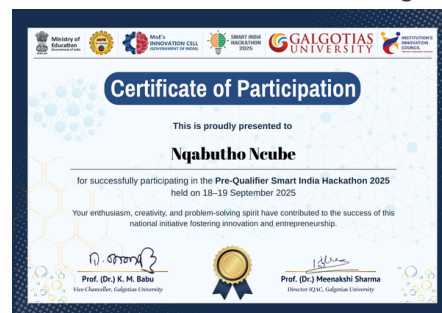 Ministry of
Education
MoE's
INNOVATION CELL
(GOVERNMENT OF INDIA)
SMART INDIA
HACKATHON
2025
GALGOTIAS
UNIVERSITY
INSTITUTION'S
INNOVATION
COUNCIL
Certificate of Participation
This is proudly presented to
Nqabutho Ncube
for successfully participating in the Pre-Qualifier Smart India Hackathon 2025
held on 18–19 September 2025
Your enthusiasm, creativity, and problem-solving spirit have contributed to the success of this
national initiative fostering innovation and entrepreneurship.
Prof. (Dr.) K. M. Babu
Vice-Chancellor, Galgotias University
Prof. (Dr.) Meenakshi Sharma
Director IQAC, Galgotias University